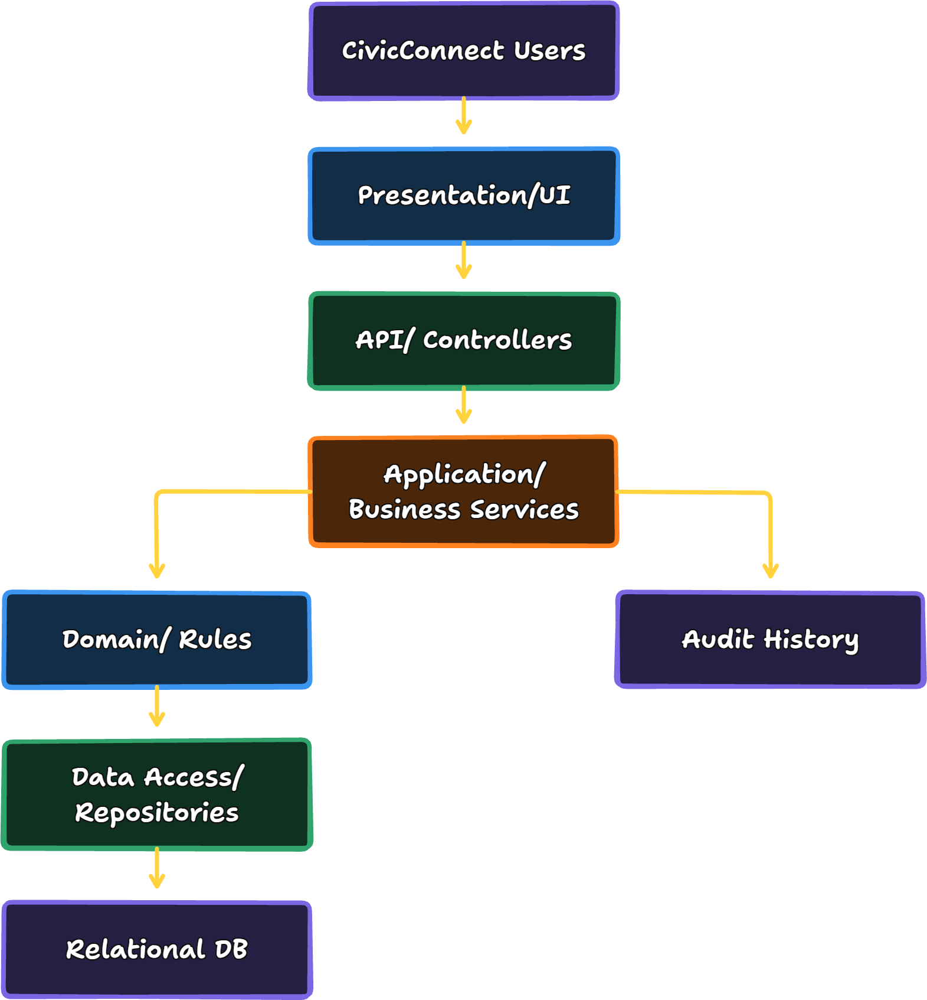 CivicConnect Users
Presentation/UI
API/ Controllers
Application/
Business Services
Domain/ Rules
Audit History
Data Access/
Repositories
Relational DB